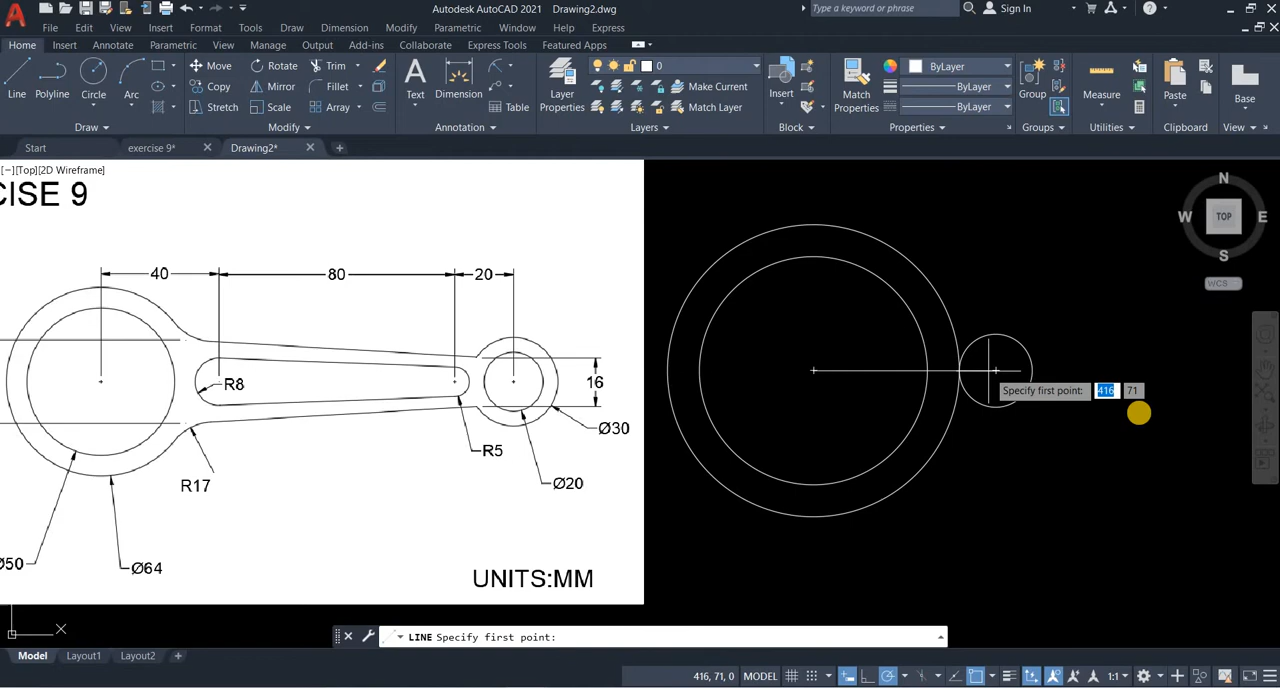 Autodesk AutoCAD 2021 Drawing2.dwg
Type a keyword or phrase
Sign In
File Edit View Insert Format Tools Draw Dimension Modify Parametric Window Help Express
Home Insert Annotate Parametric View Manage Output Add-ins Collaborate Express Tools Featured Apps
Line Polyline Circle Arc
Move Rotate Trim
Copy Mirror Fillet
Stretch Scale Array
Text Dimension Table
Layer Properties
0
Make Current
Match Layer
Insert
Match Properties
ByLayer
ByLayer
ByLayer
Group
Measure
Paste
Base
Draw Modify Annotation Layers Block Properties Groups Utilities Clipboard View
Start exercise 9* Drawing2*
[−][Top][2D Wireframe]
CISE 9
40 80 20
R8
16
R17
R5
Ø30
Ø20
Ø50
Ø64
UNITS:MM
N
W TOP E
S
WCS
Specify first point: 416 71
X
LINE Specify first point:
Model Layout1 Layout2
416, 71, 0 MODEL 1:1